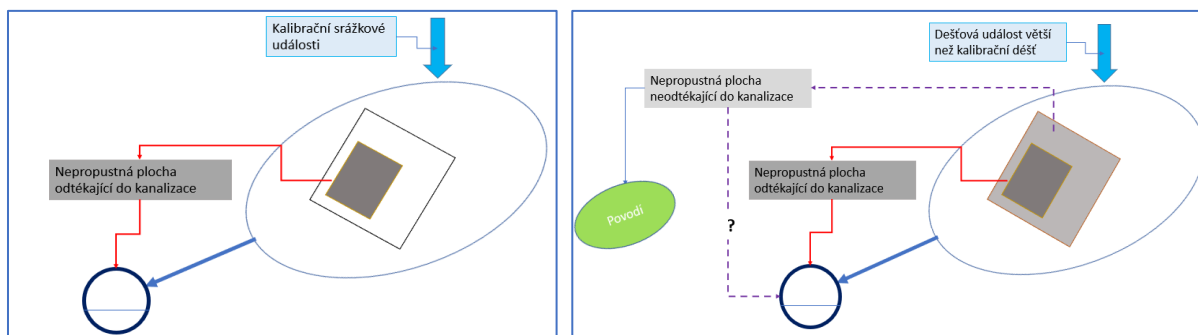 Kalibrační srážkové
události
Nepropustná plocha
odtékající do kanalizace
Dešťová událost větší
než kalibrační déšť
Nepropustná plocha
neodtékající do kanalizace
Nepropustná plocha
odtékající do kanalizace
Povodí
?